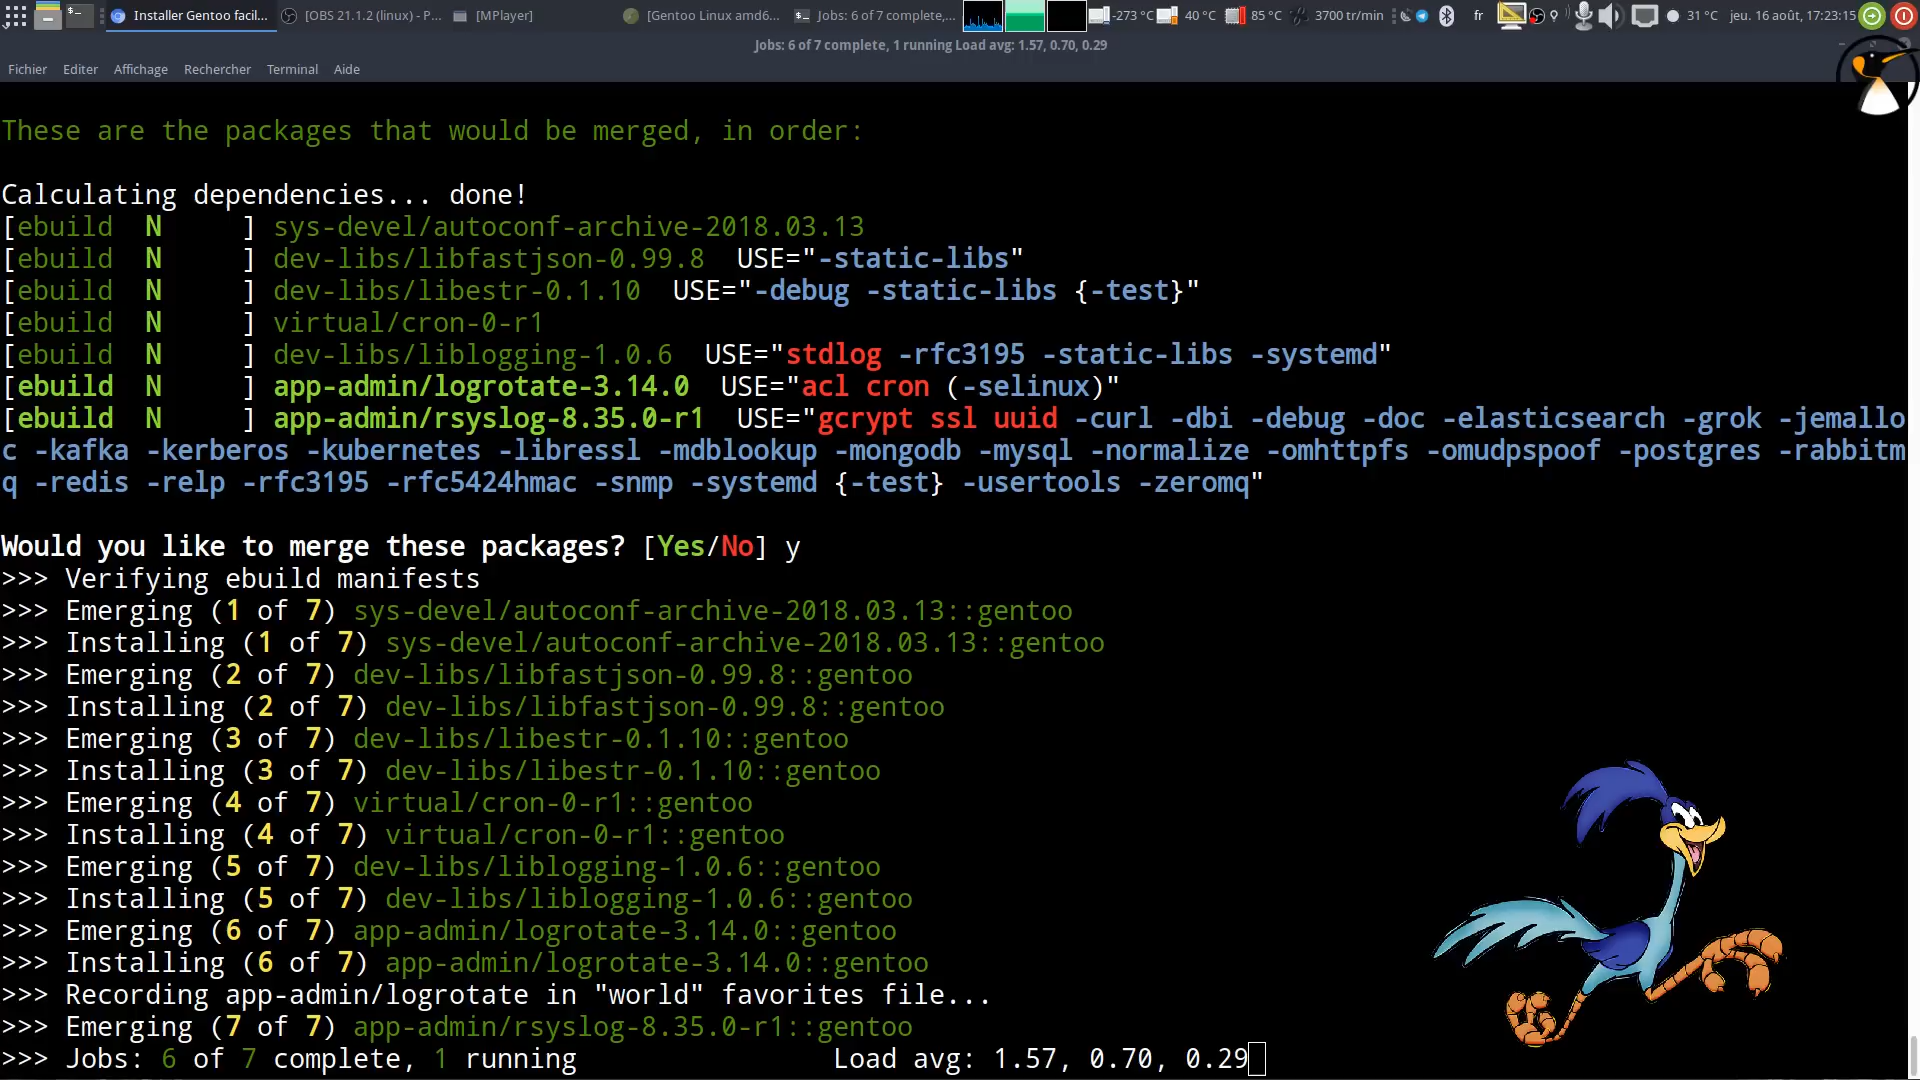 Installer Gentoo facil... [OBS 21.1.2 (linux) - P... [MPlayer] [Gentoo Linux amd6... Jobs: 6 of 7 complete,... -273 °C 40 °C 85 °C 3700 tr/min fr 31 °C jeu. 16 août, 17:23:15
Jobs: 6 of 7 complete, 1 running Load avg: 1.57, 0.70, 0.29
Fichier Editer Affichage Rechercher Terminal Aide
These are the packages that would be merged, in order:
Calculating dependencies... done!
[ebuild  N     ] sys-devel/autoconf-archive-2018.03.13
[ebuild  N     ] dev-libs/libfastjson-0.99.8  USE="-static-libs"
[ebuild  N     ] dev-libs/libestr-0.1.10  USE="-debug -static-libs {-test}"
[ebuild  N     ] virtual/cron-0-r1
[ebuild  N     ] dev-libs/liblogging-1.0.6  USE="stdlog -rfc3195 -static-libs -systemd"
[ebuild  N     ] app-admin/logrotate-3.14.0  USE="acl cron (-selinux)"
[ebuild  N     ] app-admin/rsyslog-8.35.0-r1  USE="gcrypt ssl uuid -curl -dbi -debug -doc -elasticsearch -grok -jemallo
c -kafka -kerberos -kubernetes -libressl -mdblookup -mongodb -mysql -normalize -omhttpfs -omudpspoof -postgres -rabbitm
q -redis -relp -rfc3195 -rfc5424hmac -snmp -systemd {-test} -usertools -zeromq"
Would you like to merge these packages? [Yes/No] y
>>> Verifying ebuild manifests
>>> Emerging (1 of 7) sys-devel/autoconf-archive-2018.03.13::gentoo
>>> Installing (1 of 7) sys-devel/autoconf-archive-2018.03.13::gentoo
>>> Emerging (2 of 7) dev-libs/libfastjson-0.99.8::gentoo
>>> Installing (2 of 7) dev-libs/libfastjson-0.99.8::gentoo
>>> Emerging (3 of 7) dev-libs/libestr-0.1.10::gentoo
>>> Installing (3 of 7) dev-libs/libestr-0.1.10::gentoo
>>> Emerging (4 of 7) virtual/cron-0-r1::gentoo
>>> Installing (4 of 7) virtual/cron-0-r1::gentoo
>>> Emerging (5 of 7) dev-libs/liblogging-1.0.6::gentoo
>>> Installing (5 of 7) dev-libs/liblogging-1.0.6::gentoo
>>> Emerging (6 of 7) app-admin/logrotate-3.14.0::gentoo
>>> Installing (6 of 7) app-admin/logrotate-3.14.0::gentoo
>>> Recording app-admin/logrotate in "world" favorites file...
>>> Emerging (7 of 7) app-admin/rsyslog-8.35.0-r1::gentoo
>>> Jobs: 6 of 7 complete, 1 running                Load avg: 1.57, 0.70, 0.29